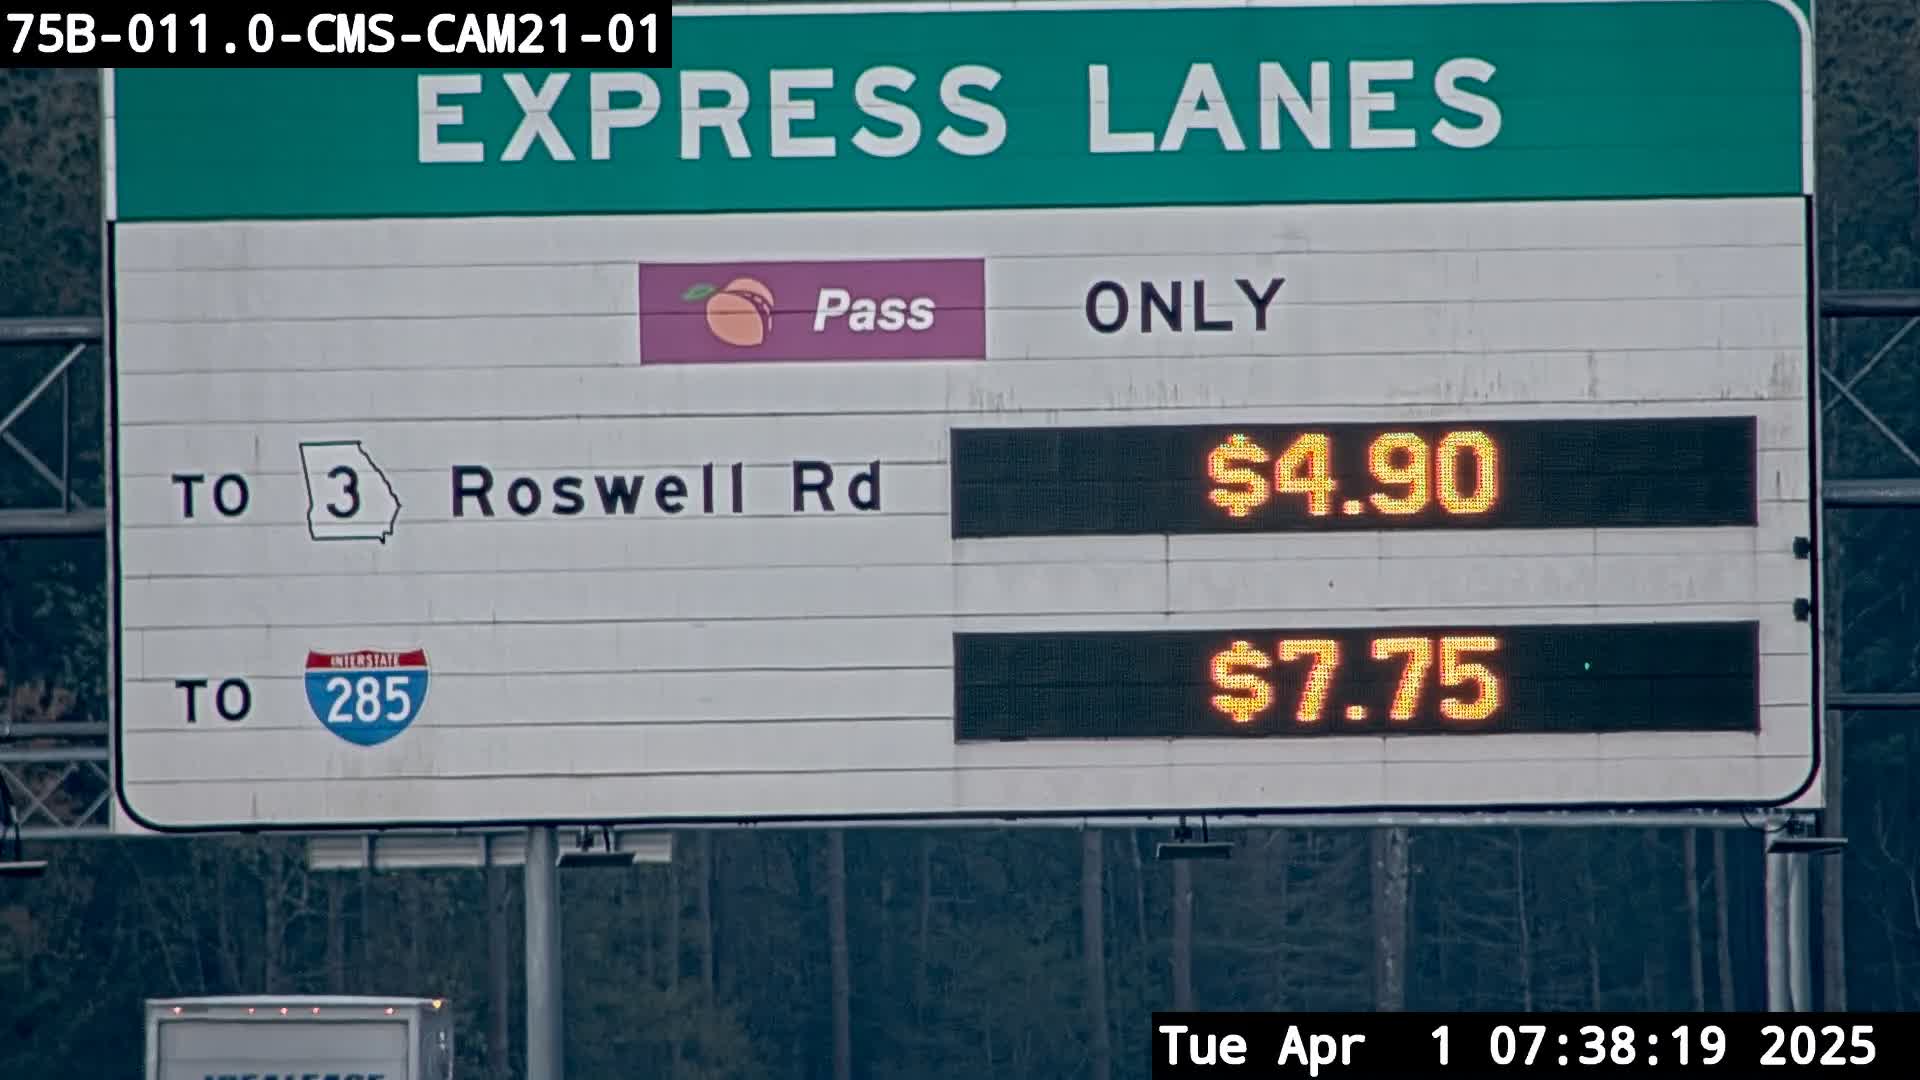 75B-011.0-CMS-CAM21-01
EXPRESS LANES
Pass ONLY
TO 3 Roswell Rd $4.90
TO INTERSTATE 285 $7.75
Tue Apr 1 07:38:19 2025